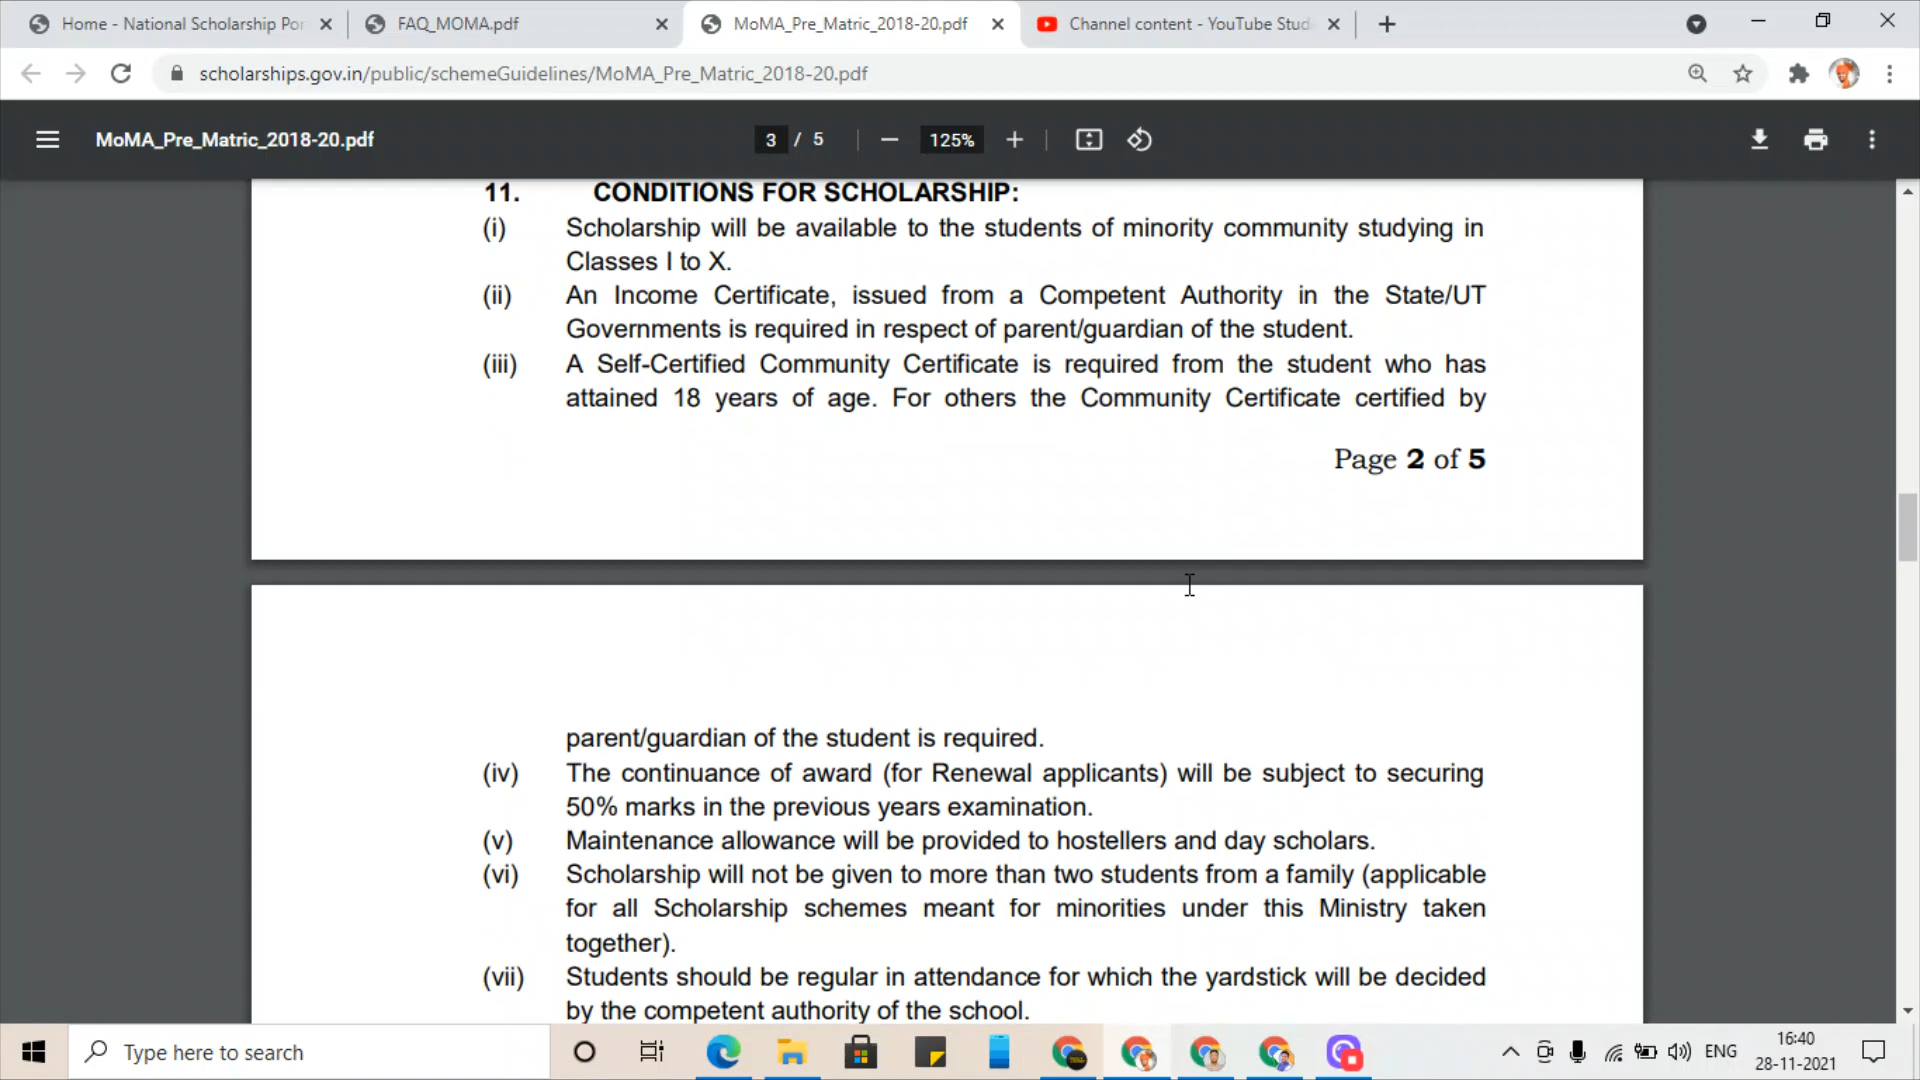 Home - National Scholarship Por
FAQ_MOMA.pdf
MoMA_Pre_Matric_2018-20.pdf
Channel content - YouTube Stud
scholarships.gov.in/public/schemeGuidelines/MoMA_Pre_Matric_2018-20.pdf
MoMA_Pre_Matric_2018-20.pdf
3 / 5
125%
11. CONDITIONS FOR SCHOLARSHIP:
(i) Scholarship will be available to the students of minority community studying in
Classes I to X.
(ii) An Income Certificate, issued from a Competent Authority in the State/UT
Governments is required in respect of parent/guardian of the student.
(iii) A Self-Certified Community Certificate is required from the student who has
attained 18 years of age. For others the Community Certificate certified by
Page 2 of 5
parent/guardian of the student is required.
(iv) The continuance of award (for Renewal applicants) will be subject to securing
50% marks in the previous years examination.
(v) Maintenance allowance will be provided to hostellers and day scholars.
(vi) Scholarship will not be given to more than two students from a family (applicable
for all Scholarship schemes meant for minorities under this Ministry taken
together).
(vii) Students should be regular in attendance for which the yardstick will be decided
by the competent authority of the school.
Type here to search
ENG
16:40
28-11-2021